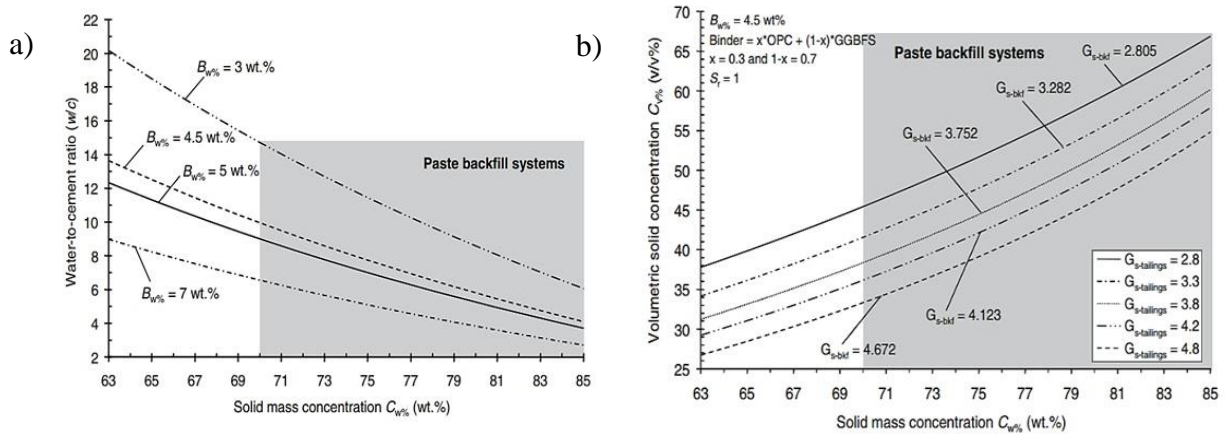 a)
Water-to-cement ratio (w/c)
22
20
18
16
14
12
10
8
6
4
2
B_w% = 3 wt.%
B_w% = 4.5 wt.%
B_w% = 5 wt.%
B_w% = 7 wt.%
Paste backfill systems
63 65 67 69 71 73 75 77 79 81 83 85
Solid mass concentration C_w% (wt.%)
b)
Volumetric solid concentration C_v% (v/v%)
70
65
60
55
50
45
40
35
30
25
B_w% = 4.5 wt%
Binder = x*OPC + (1-x)*GGBFS
x = 0.3 and 1-x = 0.7
S_r = 1
Paste backfill systems
G_s-bkf = 2.805
G_s-bkf = 3.282
G_s-bkf = 3.752
G_s-bkf = 4.123
G_s-bkf = 4.672
G_s-tailings = 2.8
G_s-tailings = 3.3
G_s-tailings = 3.8
G_s-tailings = 4.2
G_s-tailings = 4.8
63 65 67 69 71 73 75 77 79 81 83 85
Solid mass concentration C_w% (wt.%)